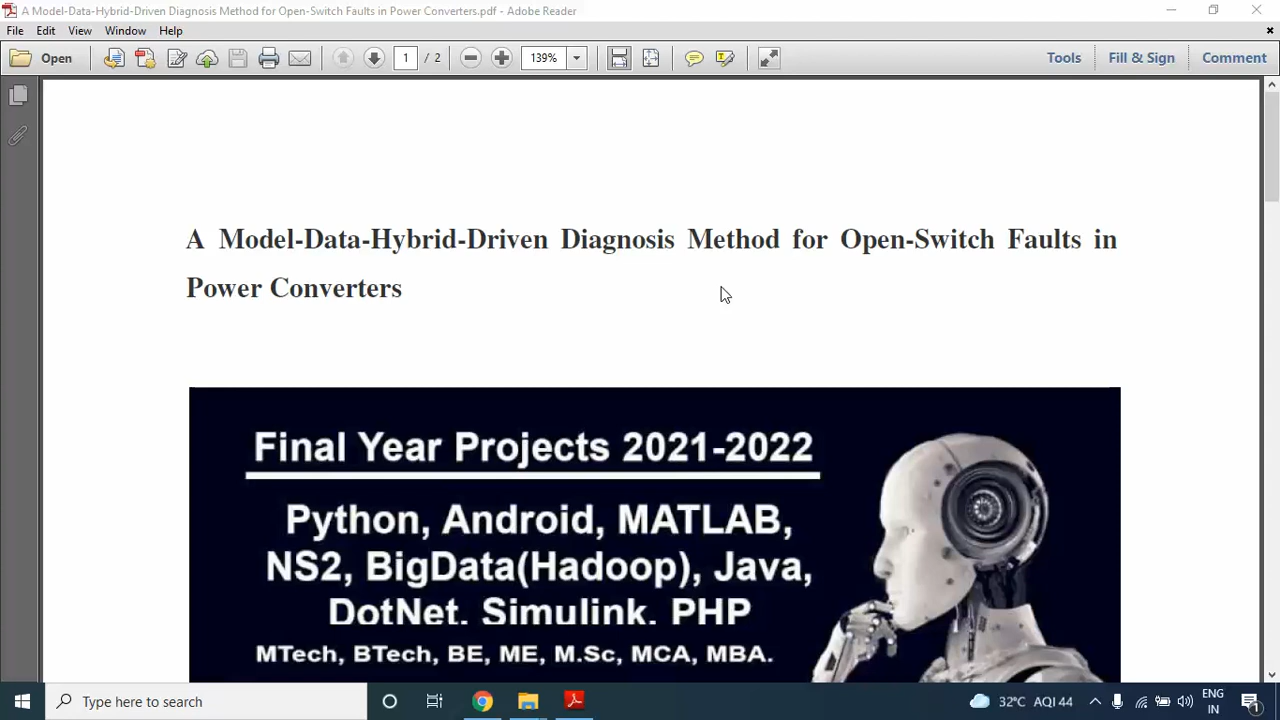 A Model-Data-Hybrid-Driven Diagnosis Method for Open-Switch Faults in Power Converters.pdf - Adobe Reader
File Edit View Window Help
Open 1 / 2 139% Tools Fill & Sign Comment
A Model-Data-Hybrid-Driven Diagnosis Method for Open-Switch Faults in
Power Converters
Final Year Projects 2021-2022
Python, Android, MATLAB,
NS2, BigData(Hadoop), Java,
DotNet, Simulink, PHP
MTech, BTech, BE, ME, M.Sc, MCA, MBA.
Type here to search 32°C AQI 44 ENG
IN 1